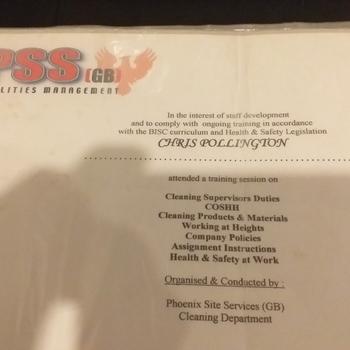 PSS (GB)
ILITIES MANAGEMENT
In the interest of staff development
and to comply with ongoing training in accordance
with the BISC curriculum and Health & Safety Legislation
CHRIS POLLINGTON
attended a training session on
Cleaning Supervisors Duties
COSHH
Cleaning Products & Materials
Working at Heights
Company Policies
Assignment Instructions
Health & Safety at Work
Organised & Conducted by :
Phoenix Site Services (GB)
Cleaning Department